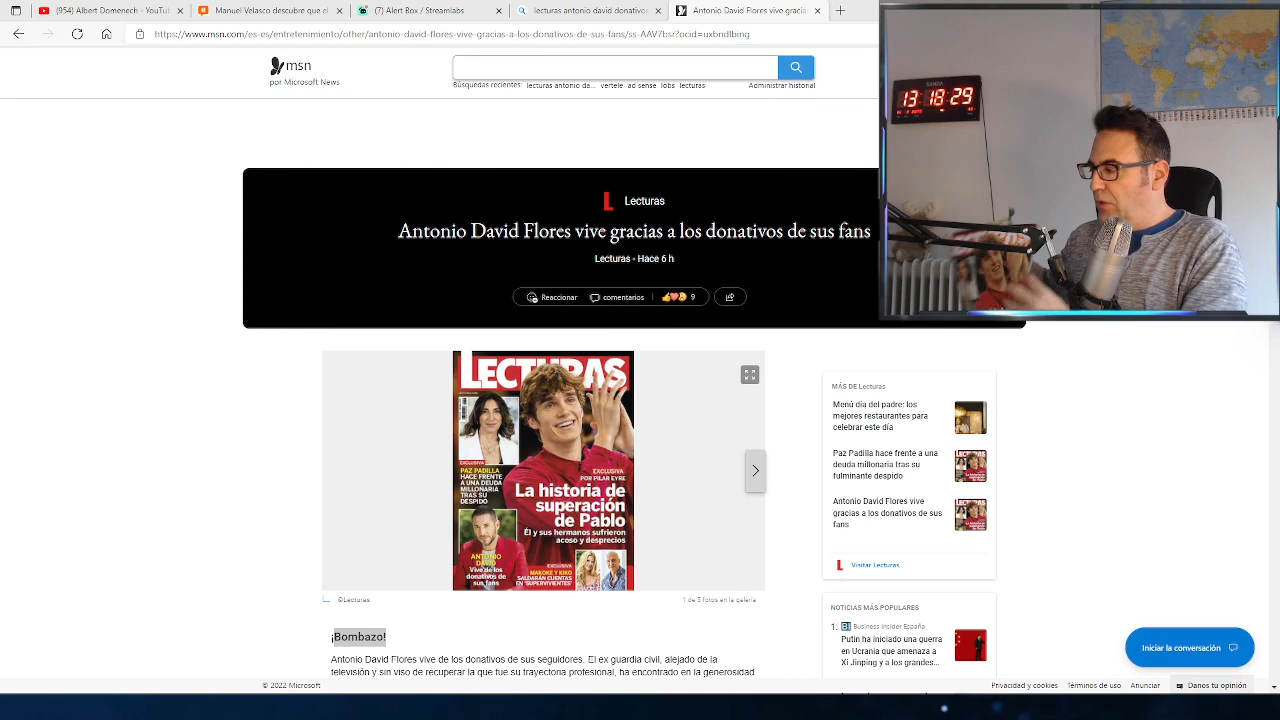 (954) Albert Domenech - YouTu
Manuel Velasco descubre que el
(7) Alert Box / Streamlabs
lecturas antonio david donativo
Antonio David Flores vive gracia
https://www.msn.com/es-es/entretenimiento/other/antonio-david-flores-vive-gracias-a-los-donativos-de-sus-fans/ss-AAV7bsr?ocid=uxbndlbing
msn
por Microsoft News
Búsquedas recientes: lecturas antonio da... vertele ad sense lobs lecturas
Administrar historial
SANDA
13 18 29
L Lecturas
Antonio David Flores vive gracias a los donativos de sus fans
Lecturas • Hace 6 h
Reaccionar comentarios | 9
LECTURAS
EXCLUSIVA
PAZ PADILLA
HACE FRENTE
A UNA DEUDA
MILLONARIA
TRAS SU
DESPIDO
EXCLUSIVA
POR PILAR EYRE
La historia de
superación
de Pablo
Él y sus hermanos sufrieron
acoso y desprecios
ANTONIO
DAVID
Vive de los
donativos de
sus fans
EXCLUSIVA
MAKOKE Y KIKO
SALDARÁN CUENTAS
EN 'SUPERVIVIENTES'
©Lecturas
1 de 5 fotos en la galería
¡Bombazo!
Antonio David Flores vive de los donativos de sus seguidores. El ex guardia civil, alejado de la
televisión y sin viso de recuperar la que fue su trayectoria profesional, ha encontrado en la generosidad
MÁS DE Lecturas
Menú día del padre: los
mejores restaurantes para
celebrar este día
Paz Padilla hace frente a una
deuda millonaria tras su
fulminante despido
Antonio David Flores vive
gracias a los donativos de sus
fans
L Visitar Lecturas
NOTICIAS MÁS POPULARES
1. BI Business Insider España
Putin ha iniciado una guerra
en Ucrania que amenaza a
Xi Jinping y a los grandes...
Iniciar la conversación
© 2022 Microsoft
Privacidad y cookies
Términos de uso
Anunciar
Danos tu opinión